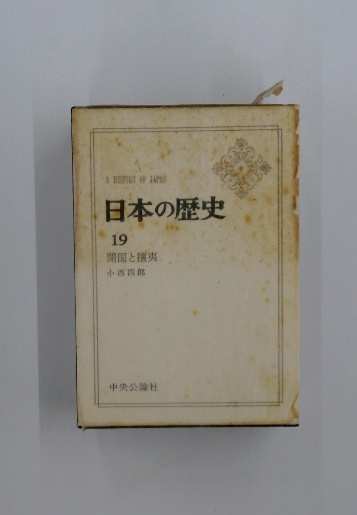 A HISTORY OF JAPAN
日本の歴史
19
開国と攘夷
小西四郎
中央公論社